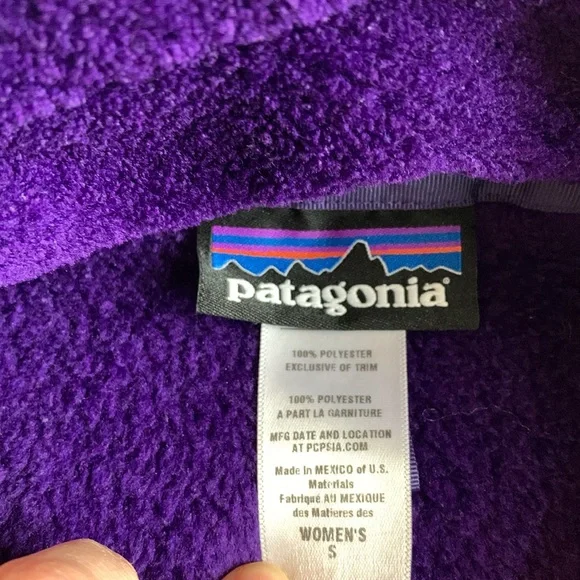 patagonia®
100% POLYESTER
EXCLUSIVE OF TRIM
100% POLYESTER
A PART LA GARNITURE
MFG DATE AND LOCATION
AT PCPSIA.COM
Made in MEXICO of U.S.
Materials
Fabriqué AU MEXIQUE
des Matieres des
WOMEN'S
S